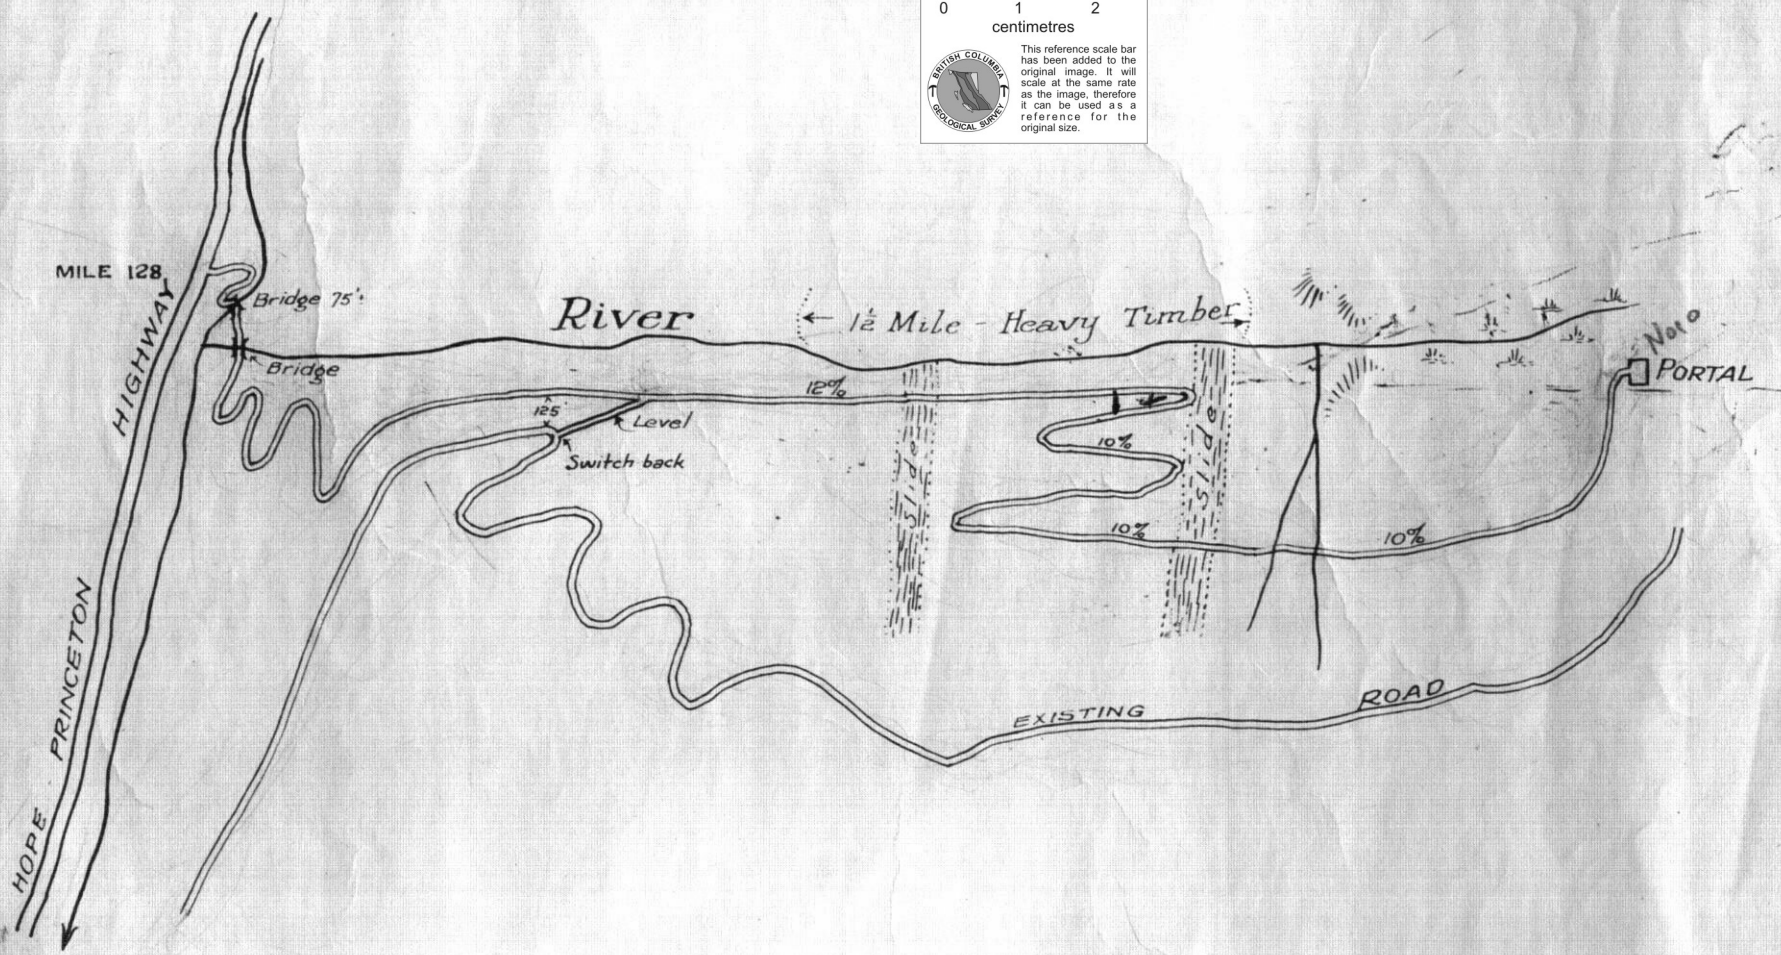 0 1 2
centimetres
BRITISH COLUMBIA
GEOLOGICAL SURVEY
This reference scale bar
has been added to the
original image. It will
scale at the same rate
as the image, therefore
it can be used as a
reference for the
original size.
MILE 128
HOPE PRINCETON HIGHWAY
Bridge 75'±
Bridge
River
← 1½ Mile - Heavy Timber →
12%
125'
Level
Switch back
Slide
Slide
10%
10%
10%
No 10
PORTAL
EXISTING ROAD